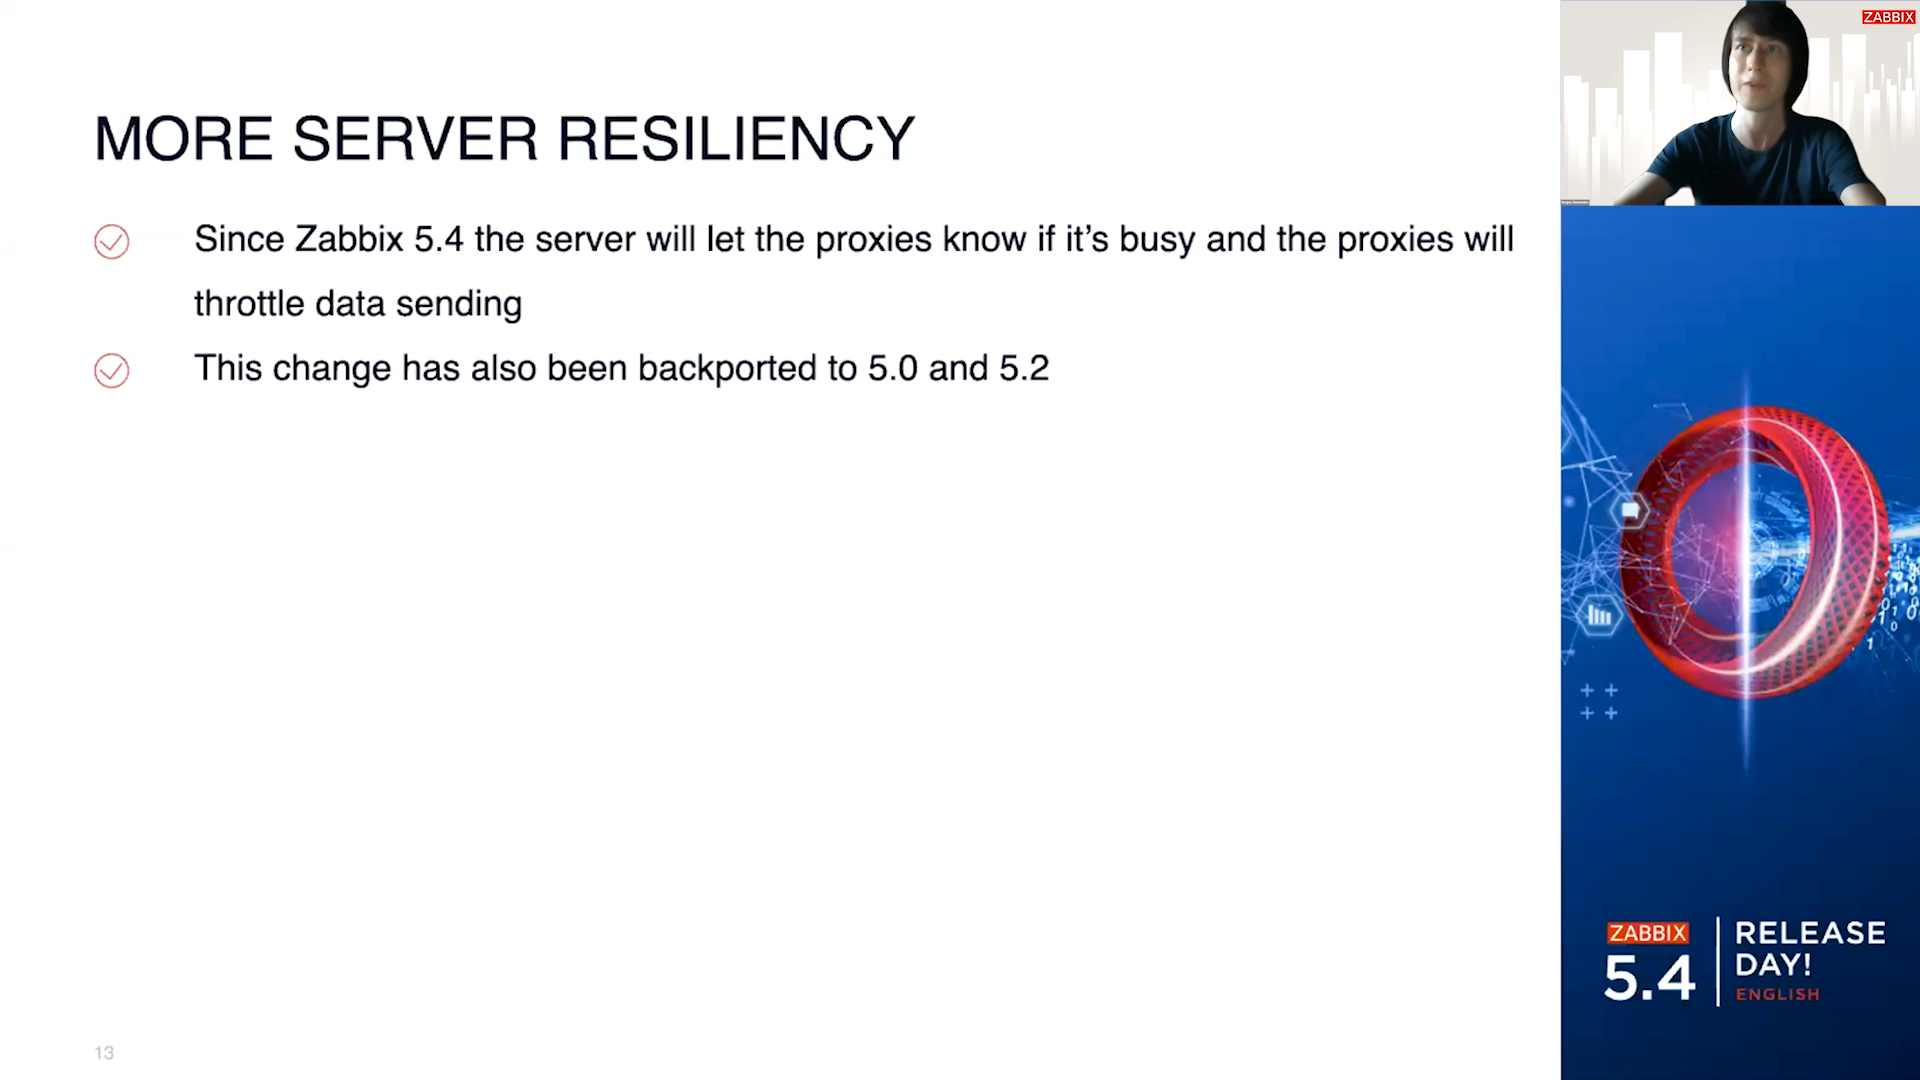 MORE SERVER RESILIENCY
Since Zabbix 5.4 the server will let the proxies know if it’s busy and the proxies will
throttle data sending
This change has also been backported to 5.0 and 5.2
13
ZABBIX
ZABBIX
5.4
RELEASE
DAY!
ENGLISH